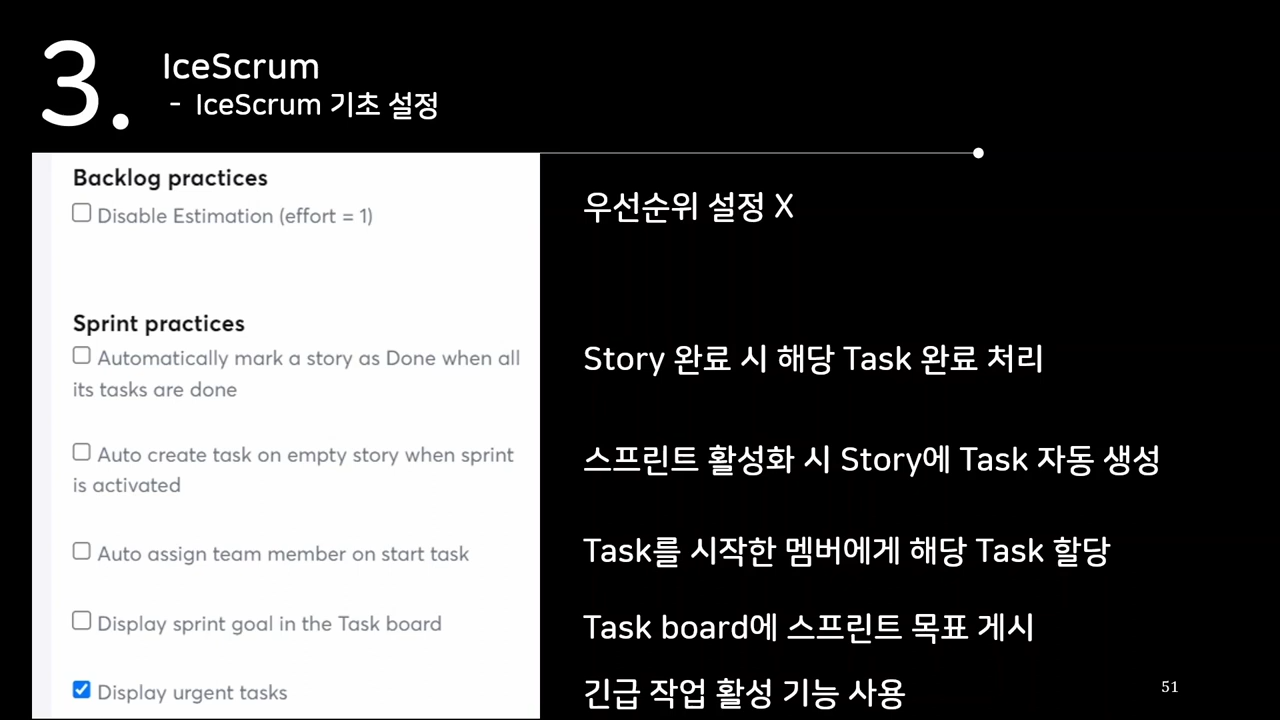 3.
IceScrum
- IceScrum 기초 설정
Backlog practices
Disable Estimation (effort = 1)
우선순위 설정 X
Sprint practices
Automatically mark a story as Done when all
its tasks are done
Story 완료 시 해당 Task 완료 처리
Auto create task on empty story when sprint
is activated
스프린트 활성화 시 Story에 Task 자동 생성
Auto assign team member on start task
Task를 시작한 멤버에게 해당 Task 할당
Display sprint goal in the Task board
Task board에 스프린트 목표 게시
Display urgent tasks
긴급 작업 활성 기능 사용
51